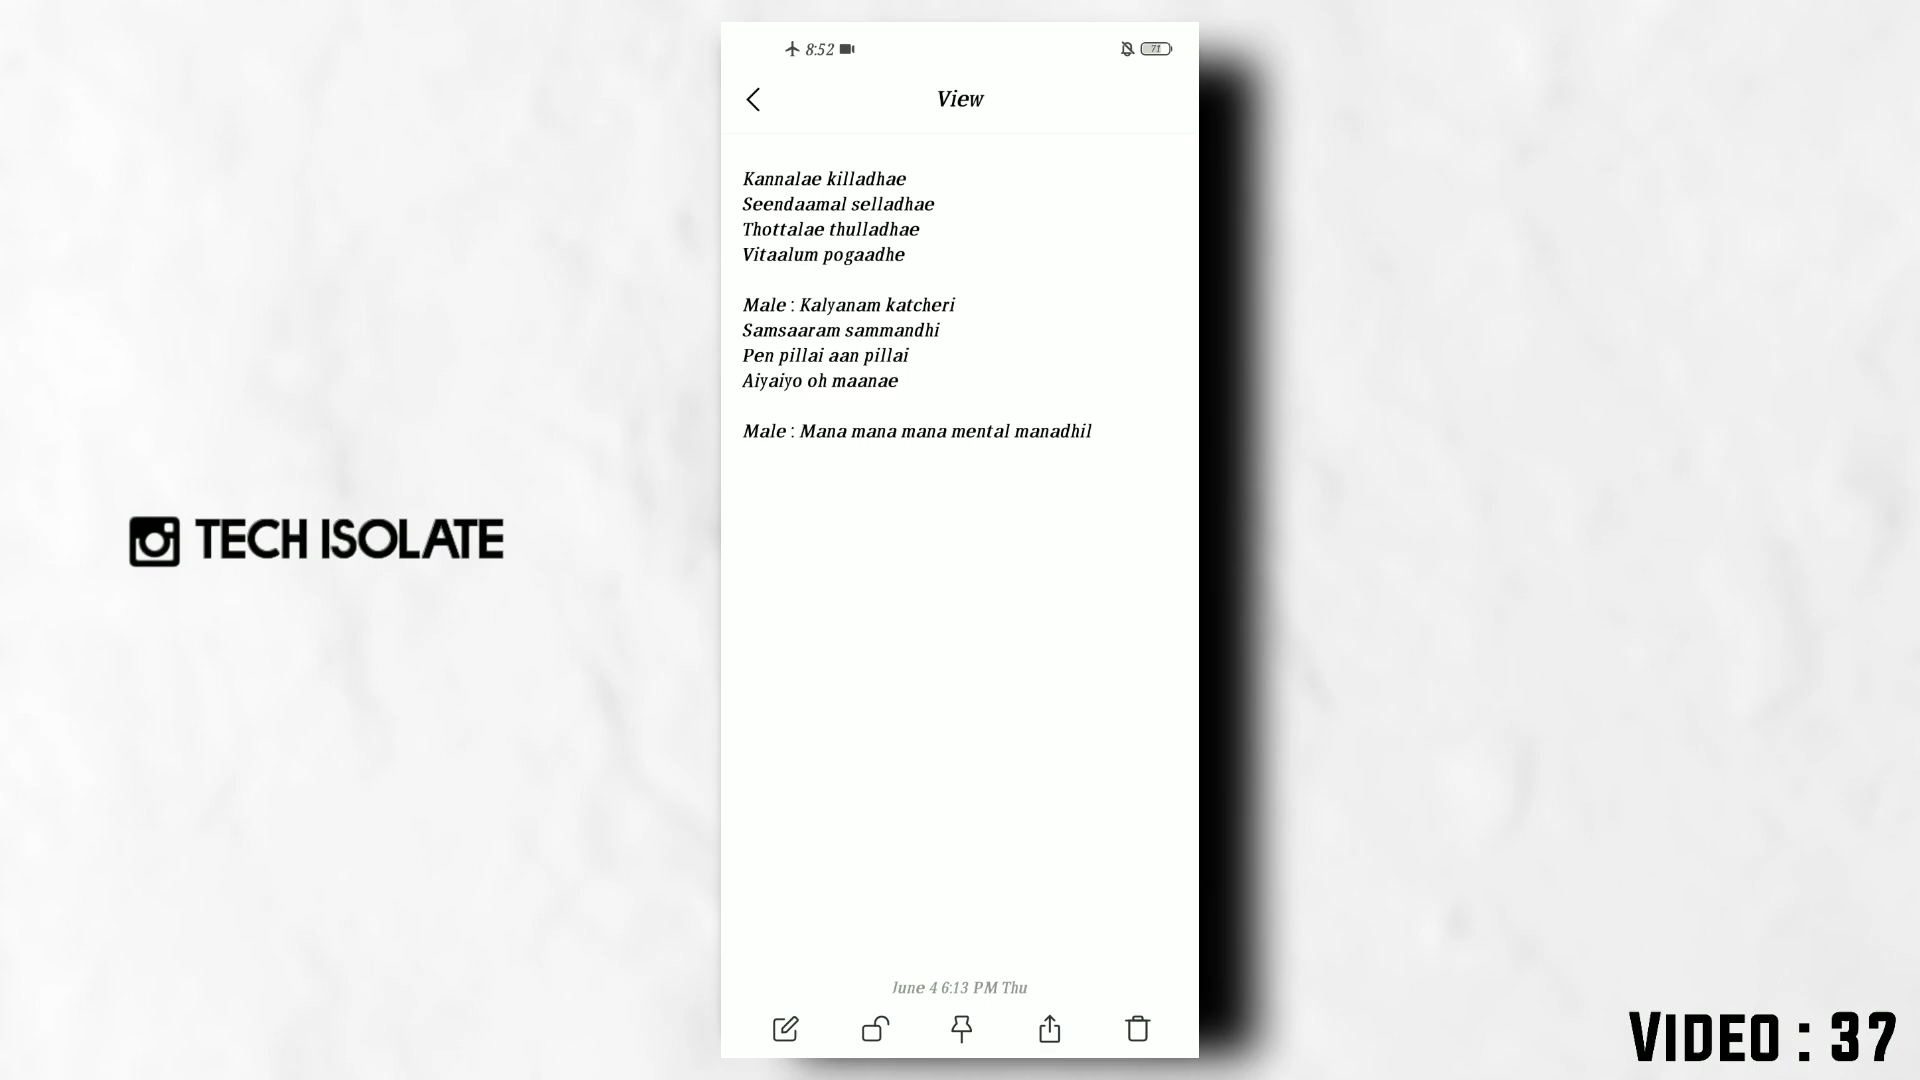 8:52
71
View
Kannalae killadhae
Seendaamal selladhae
Thottalae thulladhae
Vitaalum pogaadhe
Male : Kalyanam katcheri
Samsaaram sammandhi
Pen pillai aan pillai
Aiyaiyo oh maanae
Male : Mana mana mana mental manadhil
TECH ISOLATE
June 4 6:13 PM Thu
VIDEO : 37